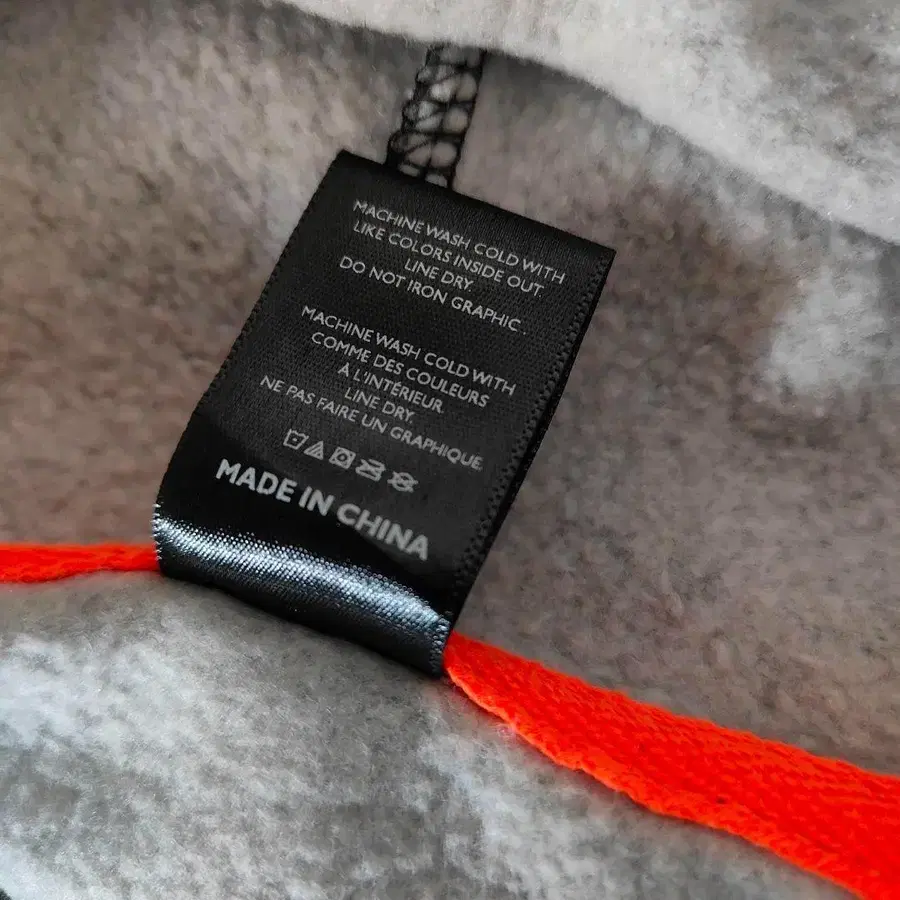 MACHINE WASH COLD WITH
LIKE COLORS INSIDE OUT.
LINE DRY.
DO NOT IRON GRAPHIC.
MACHINE WASH COLD WITH
COMME DES COULEURS
À L'INTÉRIEUR.
LINE DRY.
NE PAS FAIRE UN GRAPHIQUE.
MADE IN CHINA